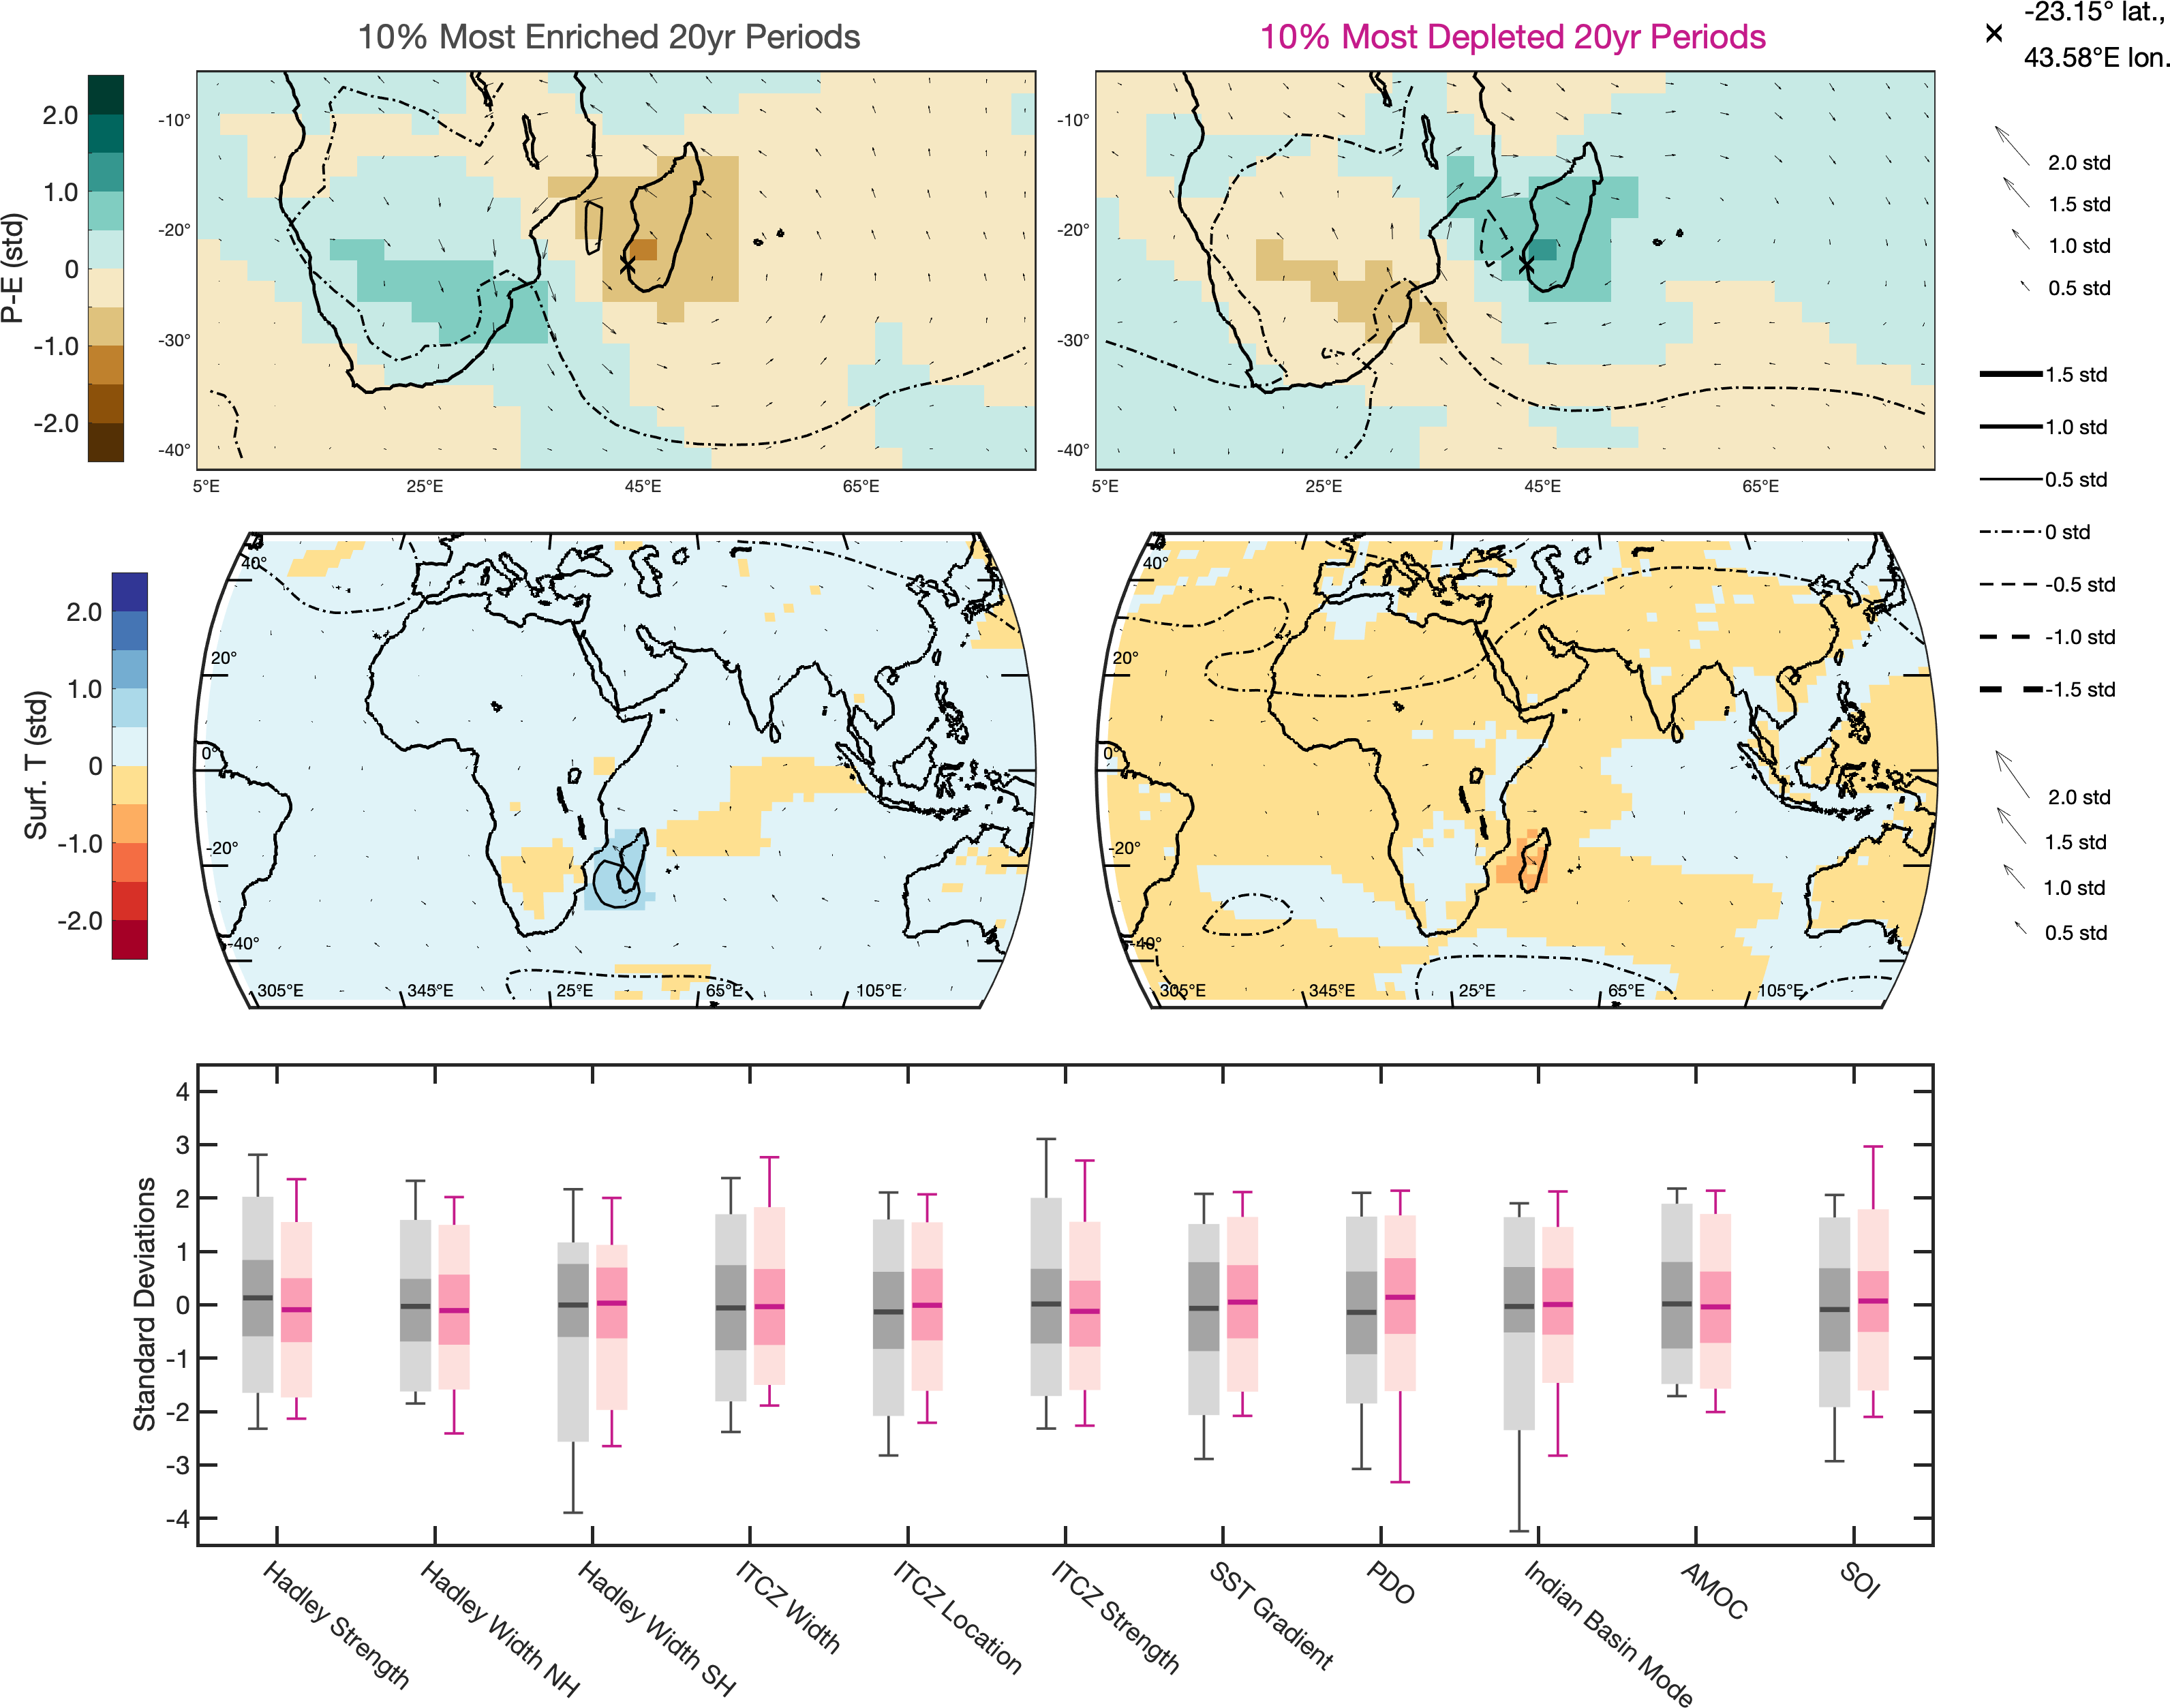 10% Most Enriched 20yr Periods
10% Most Depleted 20yr Periods
-23.15° lat.,
43.58°E lon.
P-E (std)
2.0
1.0
0
-1.0
-2.0
-10°
-20°
-30°
-40°
5°E
25°E
45°E
65°E
-10°
-20°
-30°
-40°
5°E
25°E
45°E
65°E
2.0 std
1.5 std
1.0 std
0.5 std
1.5 std
1.0 std
0.5 std
0 std
-0.5 std
-1.0 std
-1.5 std
Surf. T (std)
2.0
1.0
0
-1.0
-2.0
40°
20°
0°
-20°
-40°
305°E
345°E
25°E
65°E
105°E
40°
20°
0°
-20°
-40°
305°E
345°E
25°E
65°E
105°E
2.0 std
1.5 std
1.0 std
0.5 std
Standard Deviations
4
3
2
1
0
-1
-2
-3
-4
Hadley Strength
Hadley Width NH
Hadley Width SH
ITCZ Width
ITCZ Location
ITCZ Strength
SST Gradient
PDO
Indian Basin Mode
AMOC
SOI